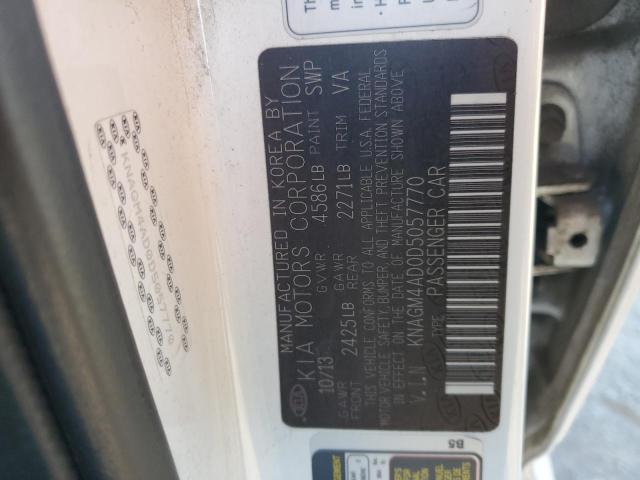 MANUFACTURED IN KOREA BY
KIA MOTORS CORPORATION
10/13 GVWR 4586LB PAINT SWP
GAWR FRONT 2425LB GAWR REAR 2271LB TRIM VA
THIS VEHICLE CONFORMS TO ALL APPLICABLE U.S.A. FEDERAL
MOTOR VEHICLE SAFETY, BUMPER, AND THEFT PREVENTION STANDARDS
IN EFFECT ON THE DATE OF MANUFACTURE SHOWN ABOVE
V.I.N KNAGM4AD0D5057770
TYPE: PASSENGER CAR
KNAGM4AD0D5057770
B5